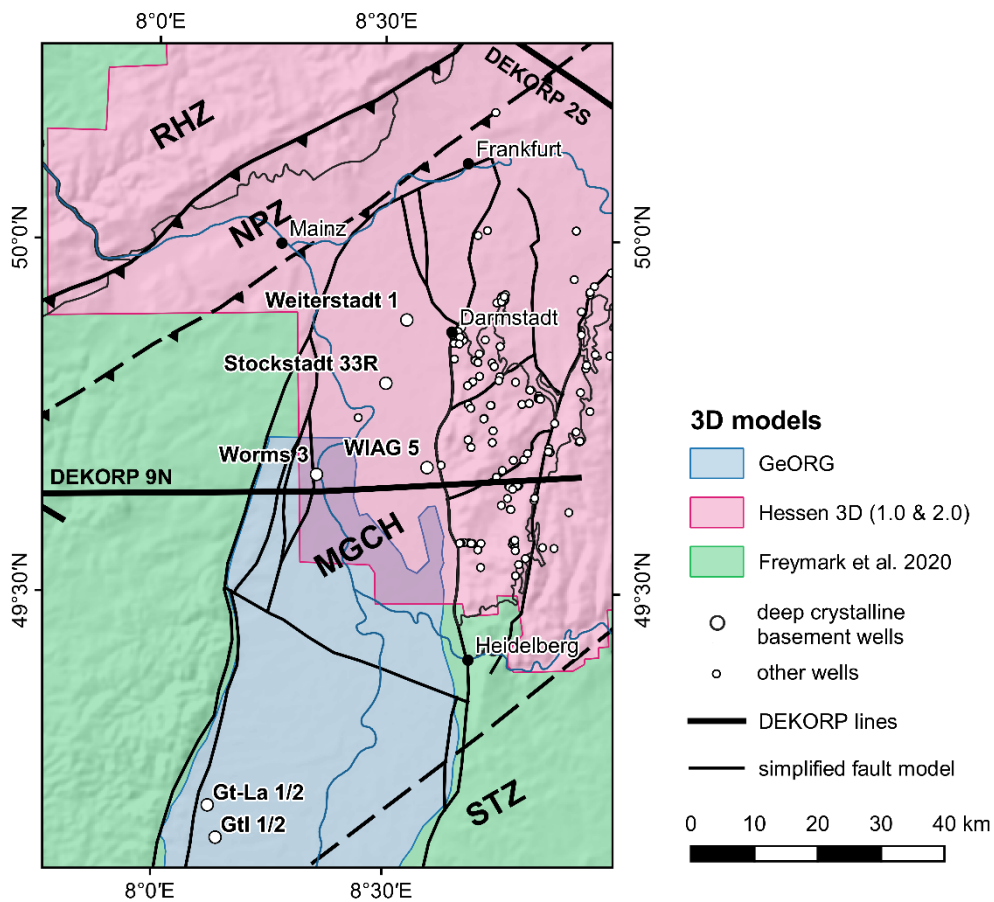 8°0′E
8°30′E
DEKORP 2S
RHZ
Frankfurt
NPZ
50°0′N
50°0′N
Mainz
Weiterstadt 1
Darmstadt
Stockstadt 33R
Worms 3
WIAG 5
DEKORP 9N
MGCH
49°30′N
49°30′N
Heidelberg
Gt-La 1/2
GtI 1/2
STZ
8°0′E
8°30′E
3D models
GeORG
Hessen 3D (1.0 & 2.0)
Freymark et al. 2020
deep crystalline
basement wells
other wells
DEKORP lines
simplified fault model
0 10 20 30 40 km